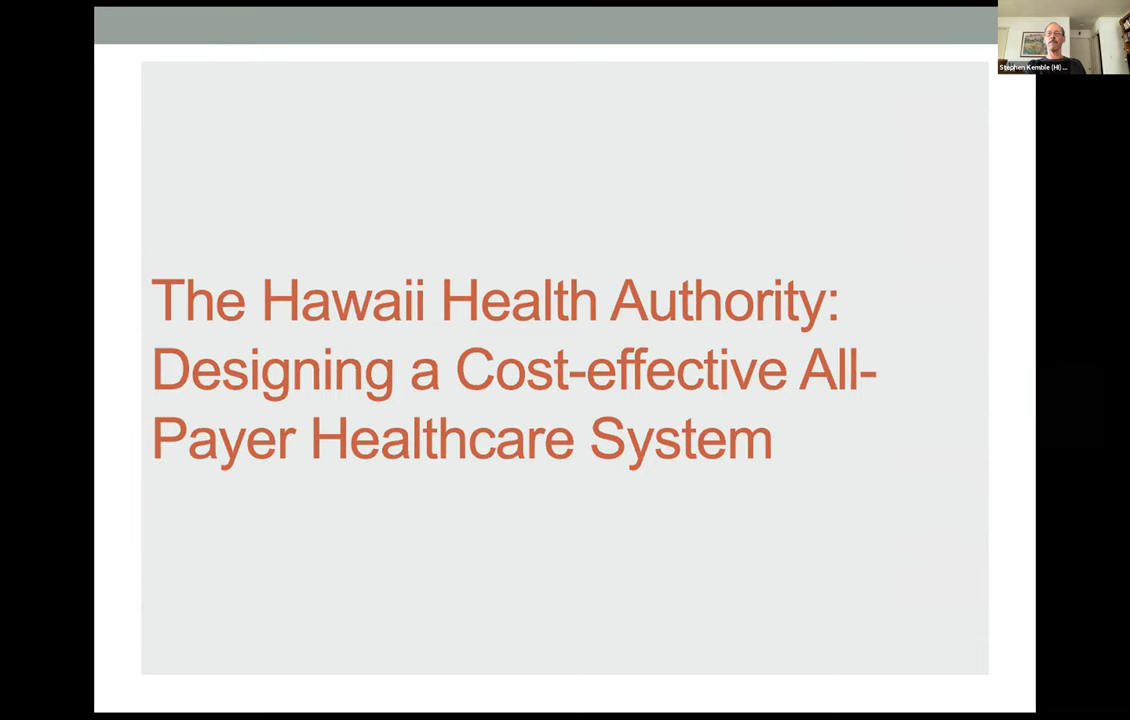 Stephen Kemble (HI) ...
The Hawaii Health Authority:
Designing a Cost-effective All-
Payer Healthcare System